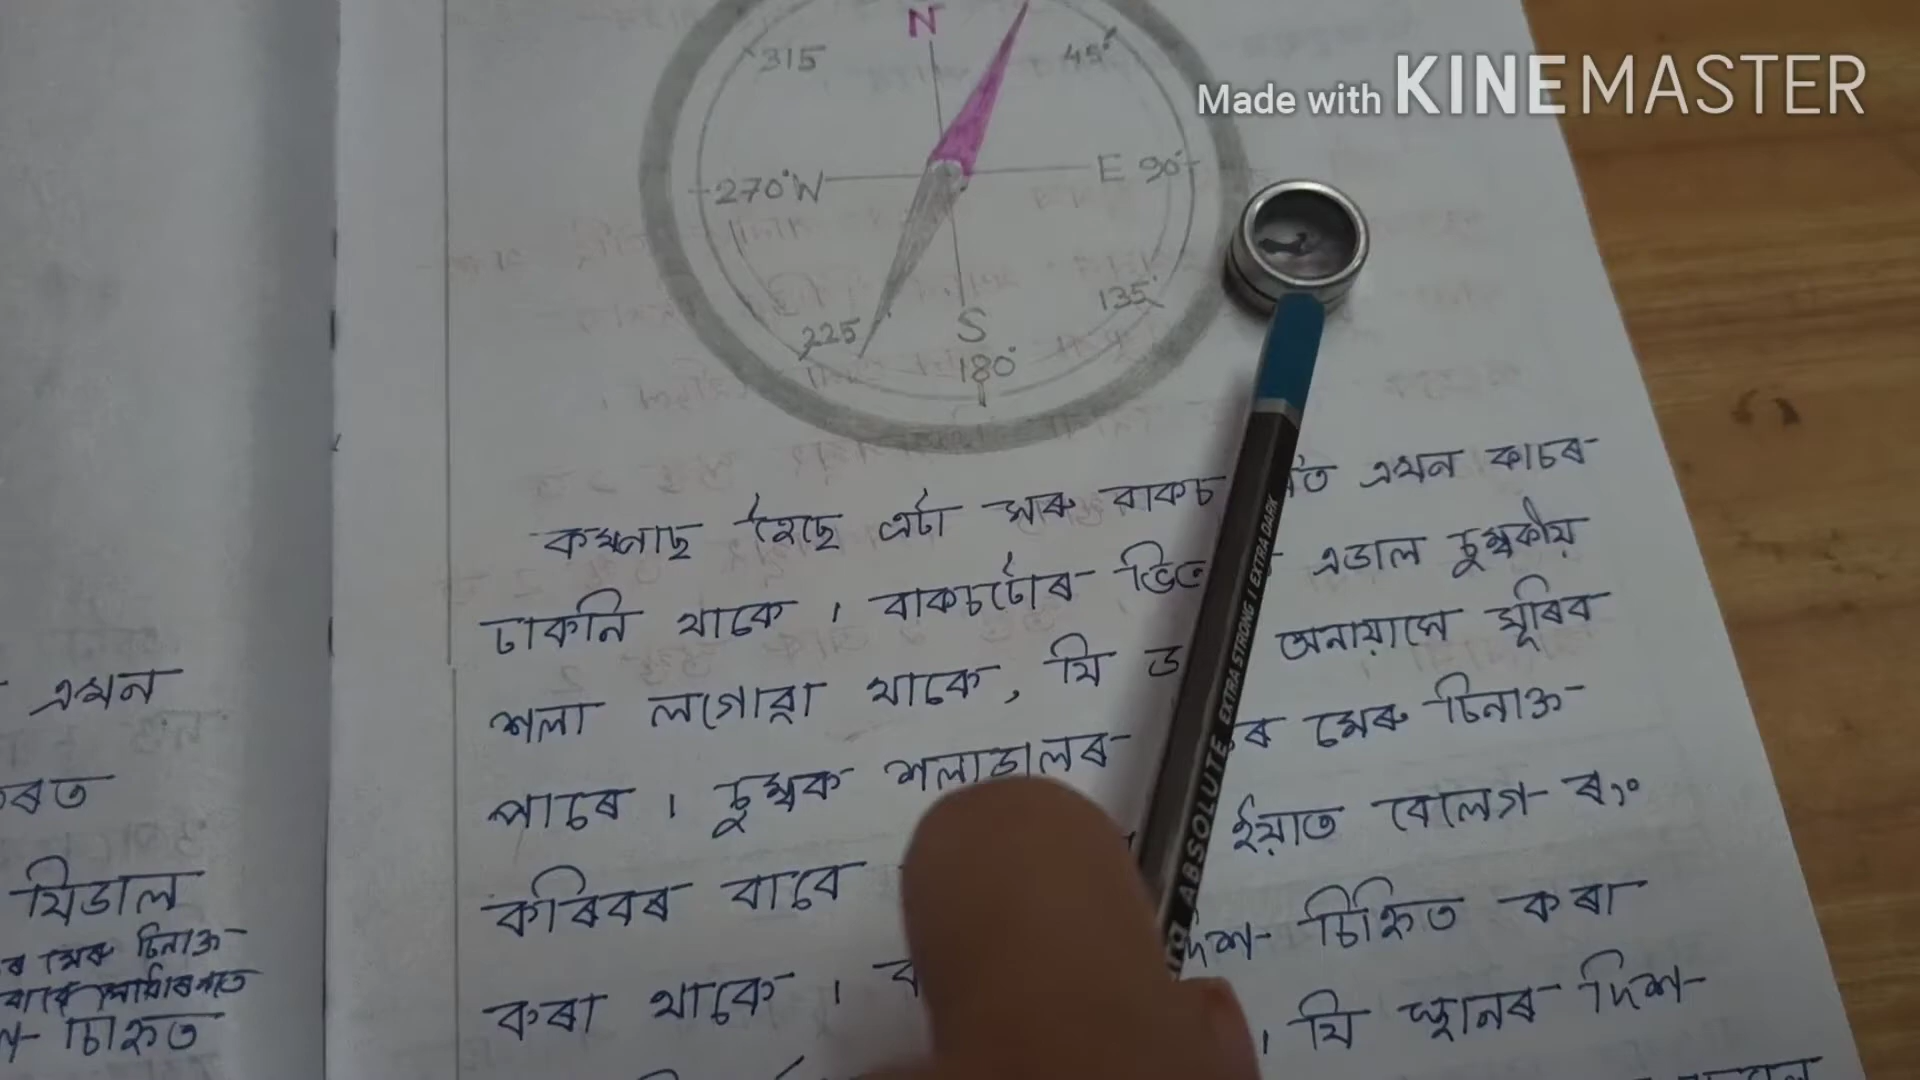 Made with KINEMASTER
N
315
45°
270°W
E 90°
135°
225
S
180°
কম্পাছ হৈছে এটা সৰু বাকচ য'ত এখন কাচৰ
ঢাকনি থাকে । বাকচটোৰ এডাল চুম্বকীয়
শলা লগোৱা থাকে, যি অনায়াসে ঘূৰিব
পাৰে । চুম্বক শলাডালৰ মেৰু চিনাক্ত
কৰিবৰ বাবে ইয়াত বেলেগ ৰং
কৰা থাকে । দিশ চিহ্নিত কৰা
। যি স্থানৰ দিশ
EXTRA STRONG | EXTRA DARK
ABSOLUTE
এখন
যিডাল
ৰ মেৰু চিনাক্ত
চিহ্নিত